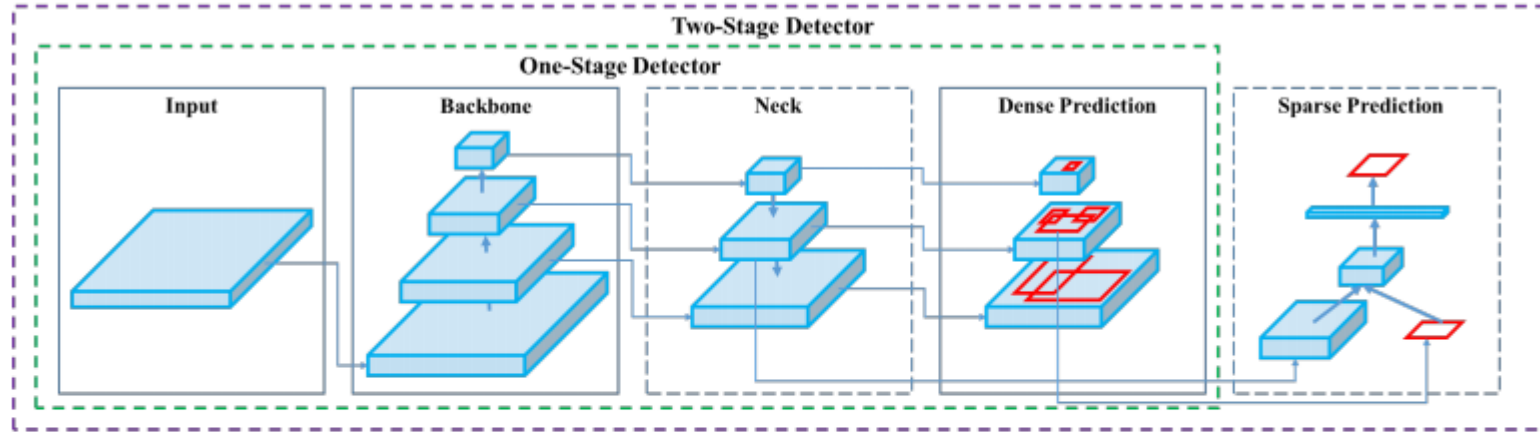 Two-Stage Detector
One-Stage Detector
Input
Backbone
Neck
Dense Prediction
Sparse Prediction